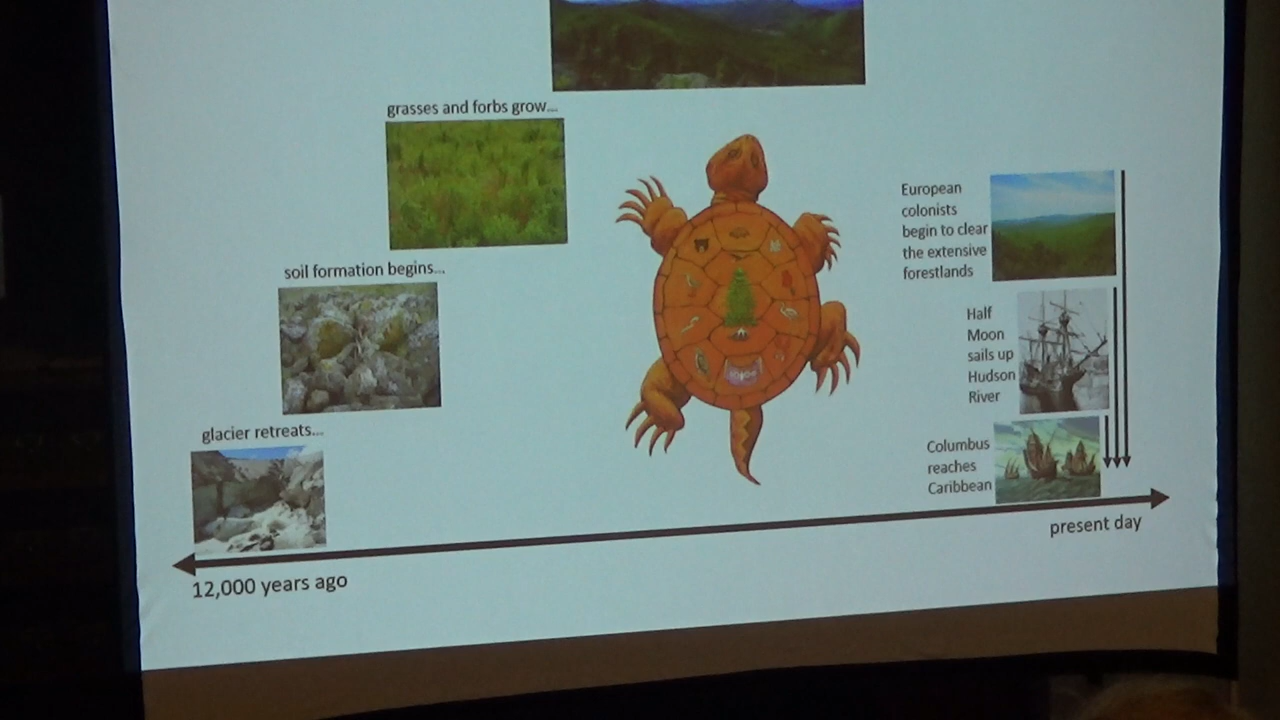 grasses and forbs grow...
soil formation begins...
glacier retreats...
European
colonists
begin to clear
the extensive
forestlands
Half
Moon
sails up
Hudson
River
Columbus
reaches
Caribbean
12,000 years ago
present day